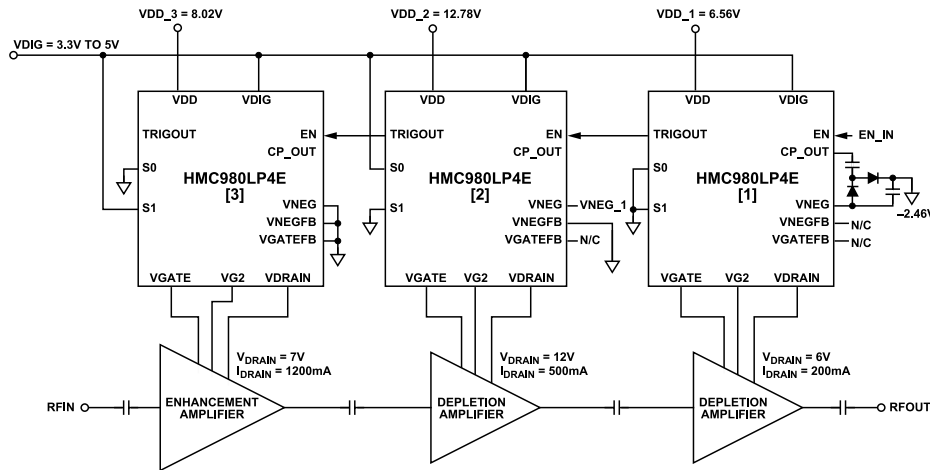 VDD_3 = 8.02V
VDD_2 = 12.78V
VDD_1 = 6.56V
VDIG = 3.3V TO 5V
VDD
VDIG
TRIGOUT
EN
CP_OUT
S0
HMC980LP4E
[3]
S1
VNEG
VNEGFB
VGATEFB
VGATE
VG2
VDRAIN
VDD
VDIG
TRIGOUT
EN
CP_OUT
S0
HMC980LP4E
[2]
S1
VNEG
VNEG_1
VNEGFB
VGATEFB
N/C
VGATE
VG2
VDRAIN
VDD
VDIG
TRIGOUT
EN
EN_IN
CP_OUT
S0
HMC980LP4E
[1]
S1
VNEG
–2.46V
VNEGFB
N/C
VGATEFB
N/C
VGATE
VG2
VDRAIN
VDRAIN = 7V
IDRAIN = 1200mA
VDRAIN = 12V
IDRAIN = 500mA
VDRAIN = 6V
IDRAIN = 200mA
RFIN
ENHANCEMENT
AMPLIFIER
DEPLETION
AMPLIFIER
DEPLETION
AMPLIFIER
RFOUT